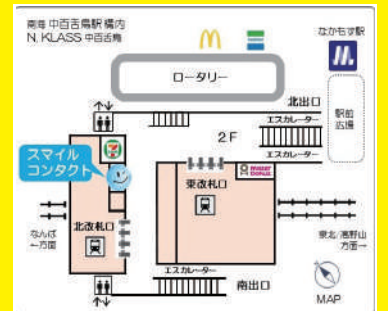 南海 中百舌鳥駅 構内
N. KLASS 中百舌鳥
なかもず駅
M.
ロータリー
北出口
エスカレーター
駅前
広場
2F
エスカレーター
7
スマイル
コンタクト
mister
Donut
東改札口
北改札口
なんば
←方面
泉北/高野山
方面→
エスカレーター
南出口
MAP